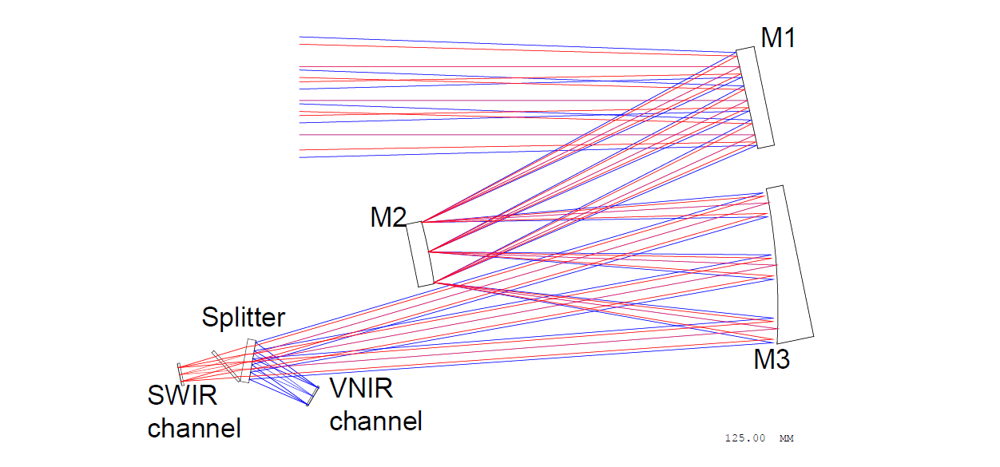 M1
M2
Splitter
M3
SWIR
channel
VNIR
channel
125.00 MM